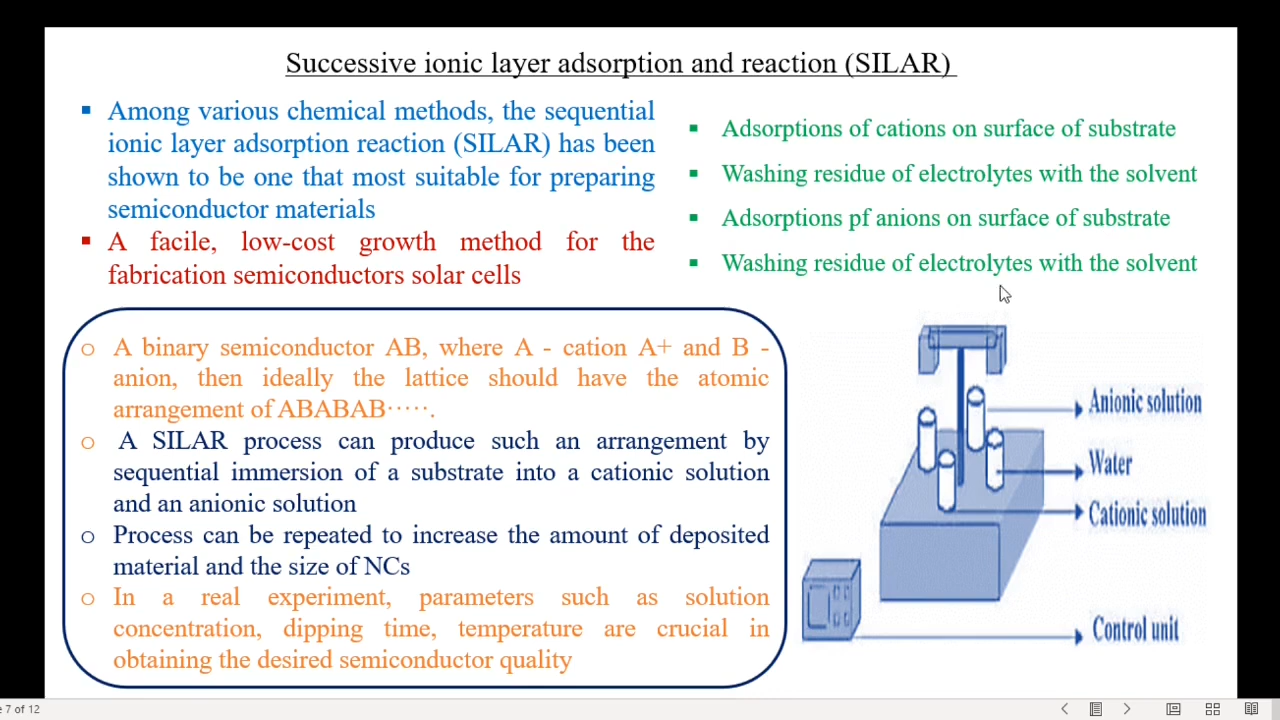 Successive ionic layer adsorption and reaction (SILAR)
▪ Among various chemical methods, the sequential
ionic layer adsorption reaction (SILAR) has been
shown to be one that most suitable for preparing
semiconductor materials
▪ A facile, low-cost growth method for the
fabrication semiconductors solar cells
▪ Adsorptions of cations on surface of substrate
▪ Washing residue of electrolytes with the solvent
▪ Adsorptions pf anions on surface of substrate
▪ Washing residue of electrolytes with the solvent
o A binary semiconductor AB, where A - cation A+ and B -
anion, then ideally the lattice should have the atomic
arrangement of ABABAB·····.
o A SILAR process can produce such an arrangement by
sequential immersion of a substrate into a cationic solution
and an anionic solution
o Process can be repeated to increase the amount of deposited
material and the size of NCs
o In a real experiment, parameters such as solution
concentration, dipping time, temperature are crucial in
obtaining the desired semiconductor quality
Anionic solution
Water
Cationic solution
Control unit
7 of 12